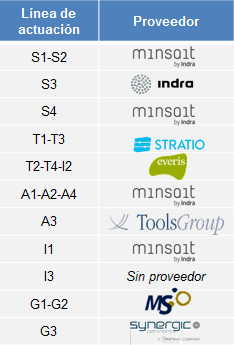 Línea de actuación Proveedor
S1-S2 minsait by Indra
S3 indra
S4 minsait by Indra
T1-T3 STRATIO
T2-T4-I2 everis
A1-A2-A4 minsait by Indra
A3 ToolsGroup
I1 minsait by Indra
I3 Sin proveedor
G1-G2 MS
G3 synergic partners